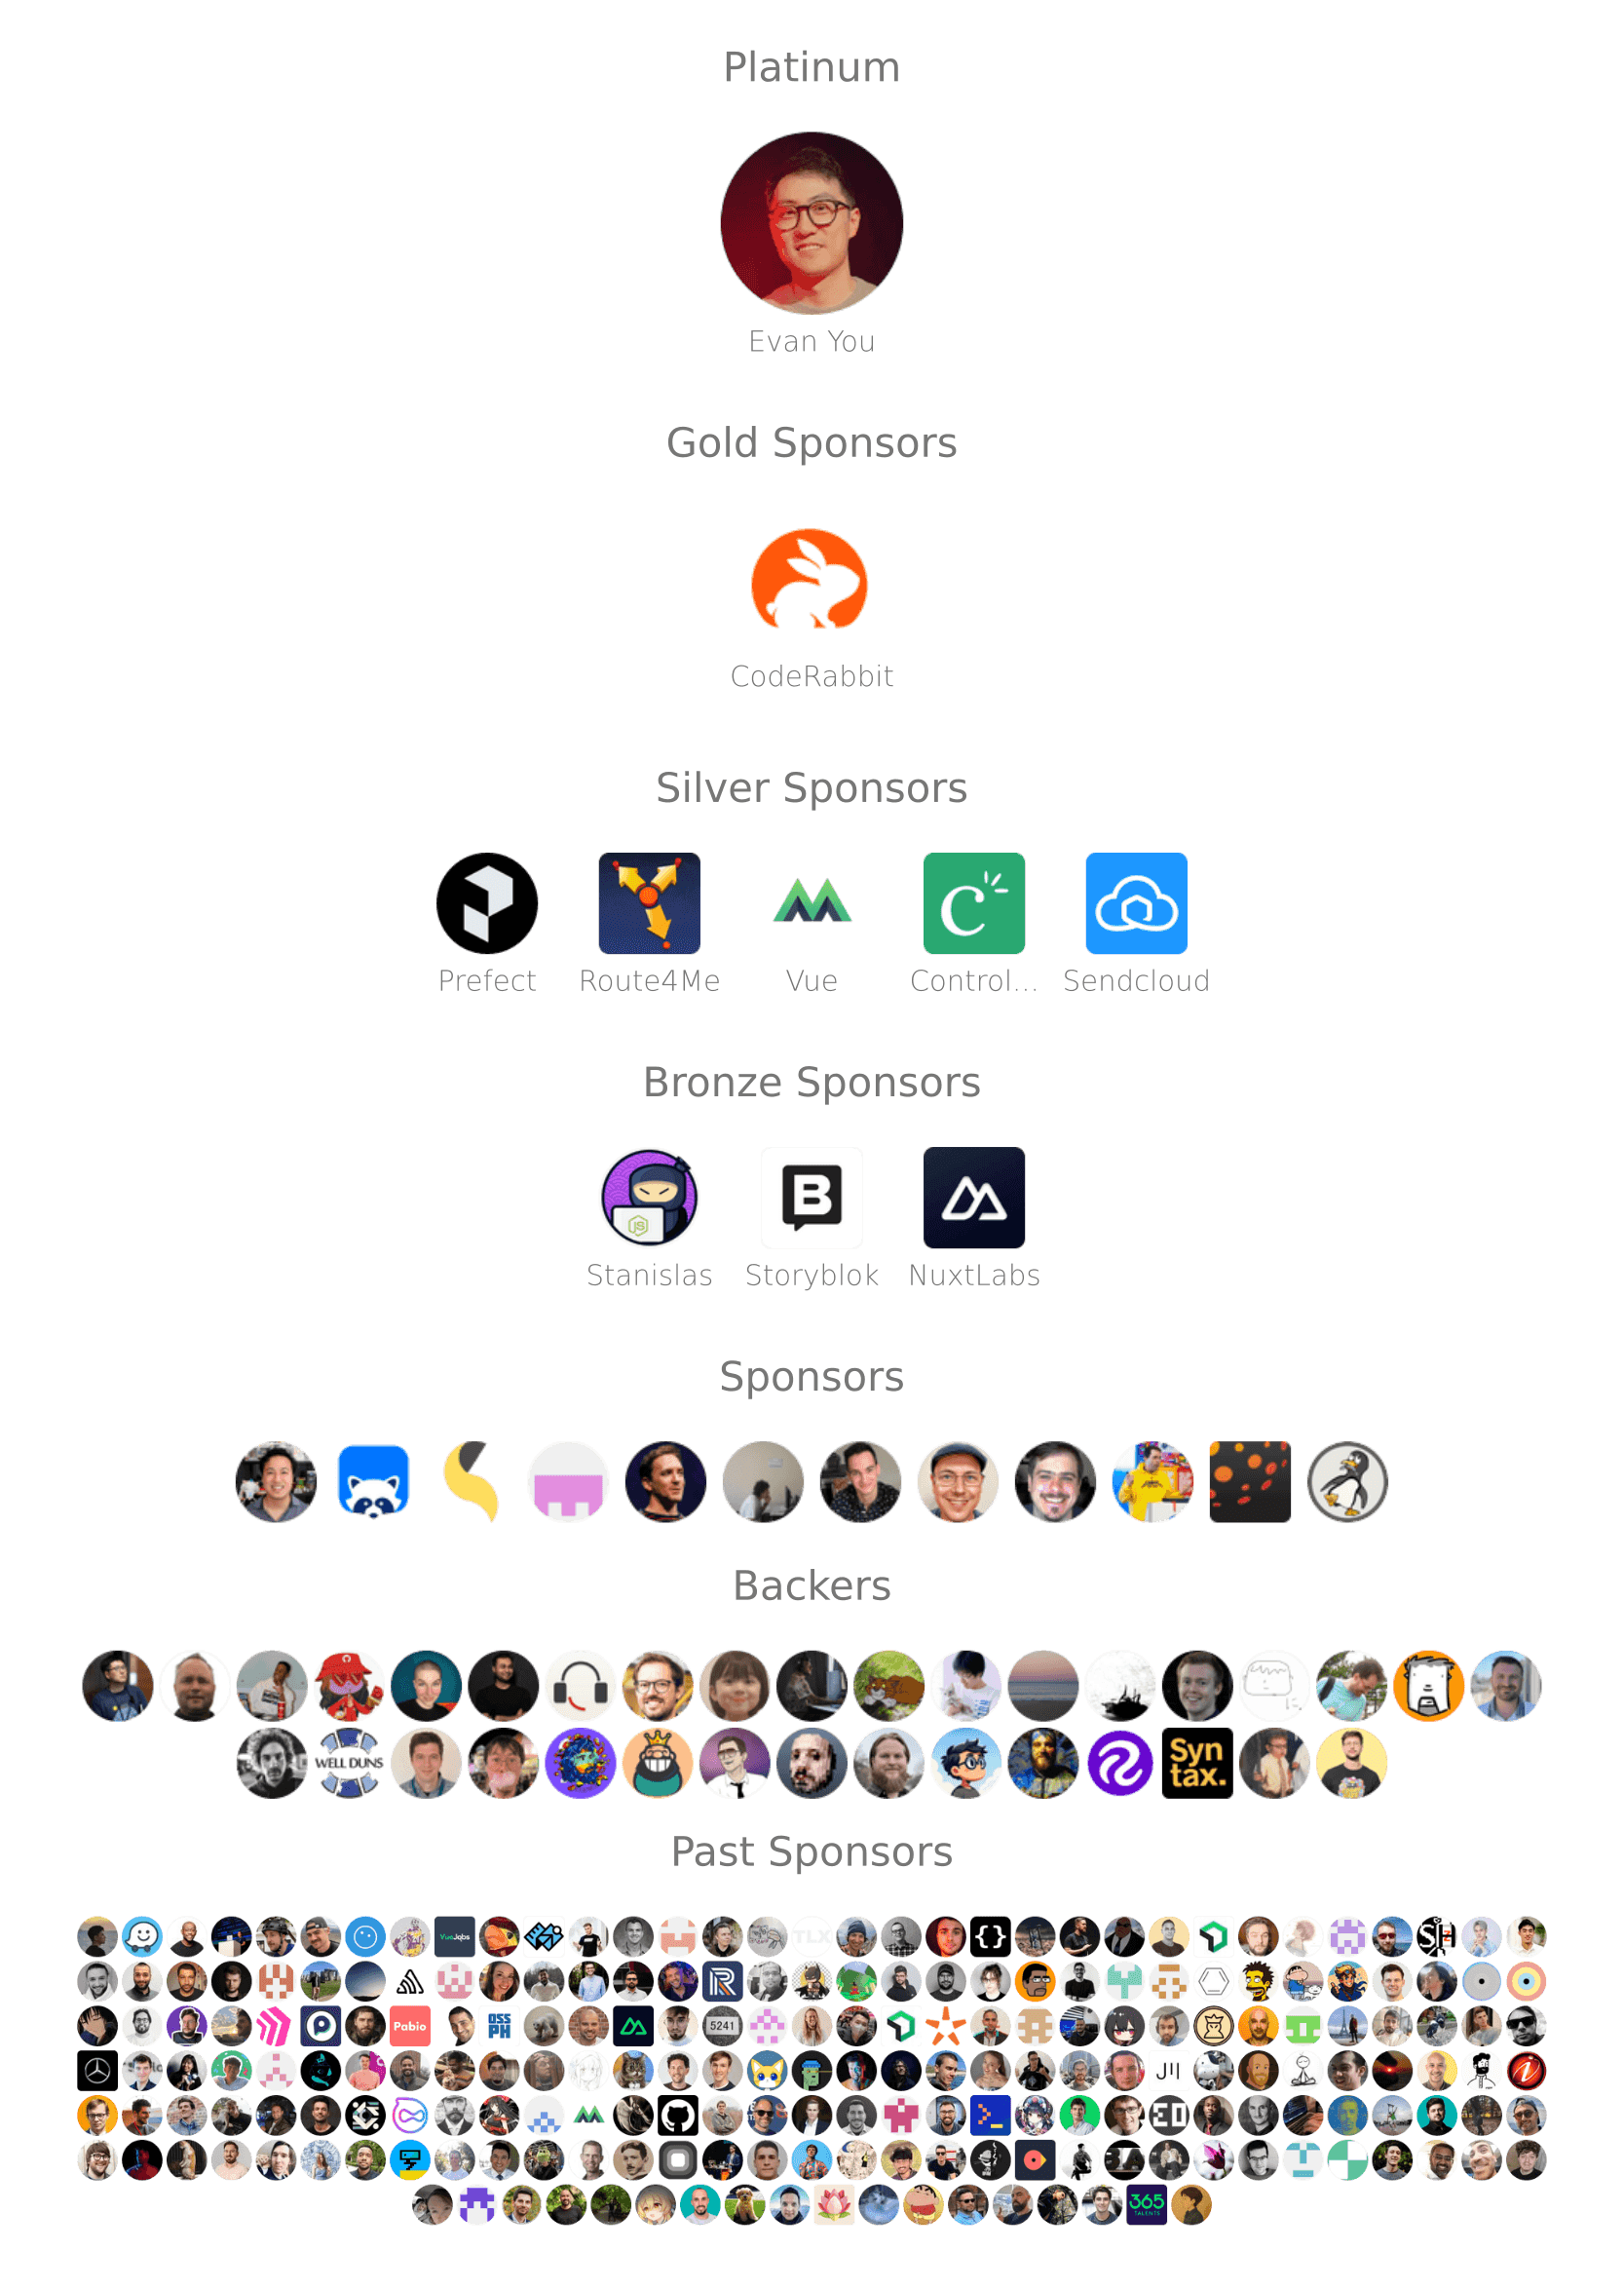 Platinum
Evan You
Gold Sponsors
CodeRabbit
Silver Sponsors
Prefect
Route4Me
Vue
Control...
Sendcloud
Bronze Sponsors
Stanislas
Storyblok
NuxtLabs
Sponsors
Backers
WELL DUNS
Syn
tax.
Past Sponsors
VueJobs
TLX
Pabio
OSS
PH
5241
365
TALENTS